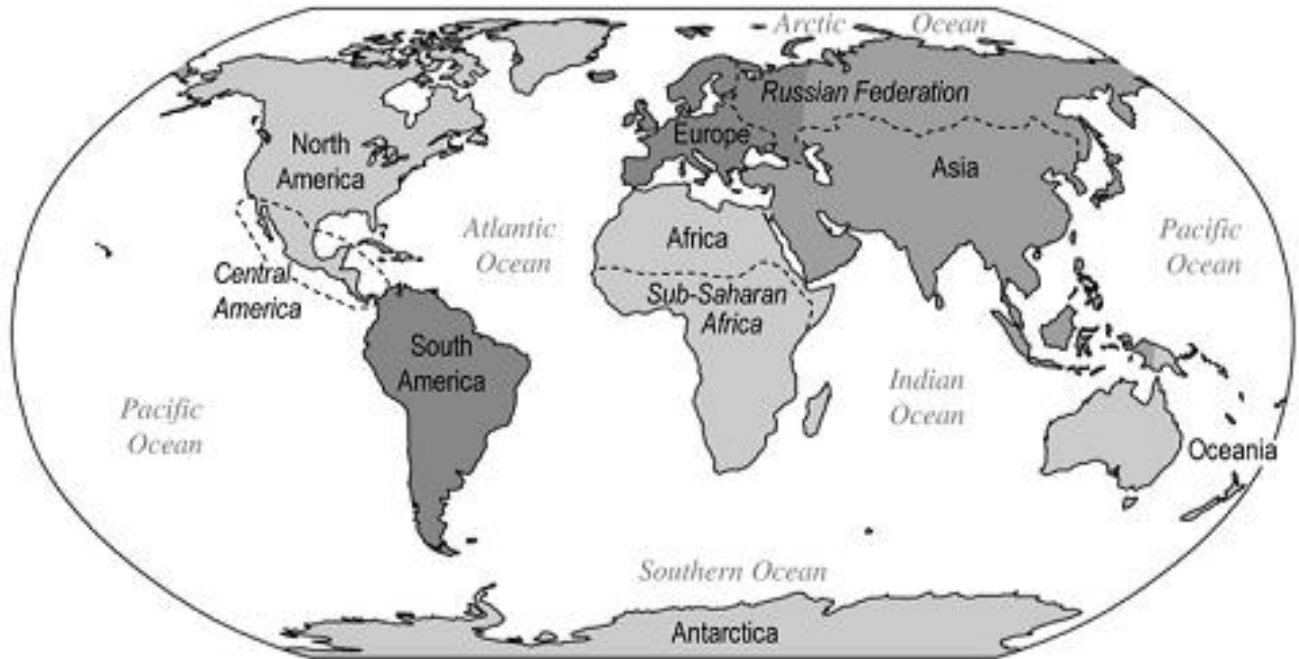 Arctic Ocean
Russian Federation
Europe
North
America
Asia
Atlantic
Ocean
Africa
Pacific
Ocean
Central
America
Sub-Saharan
Africa
South
America
Indian
Ocean
Pacific
Ocean
Oceania
Southern Ocean
Antarctica